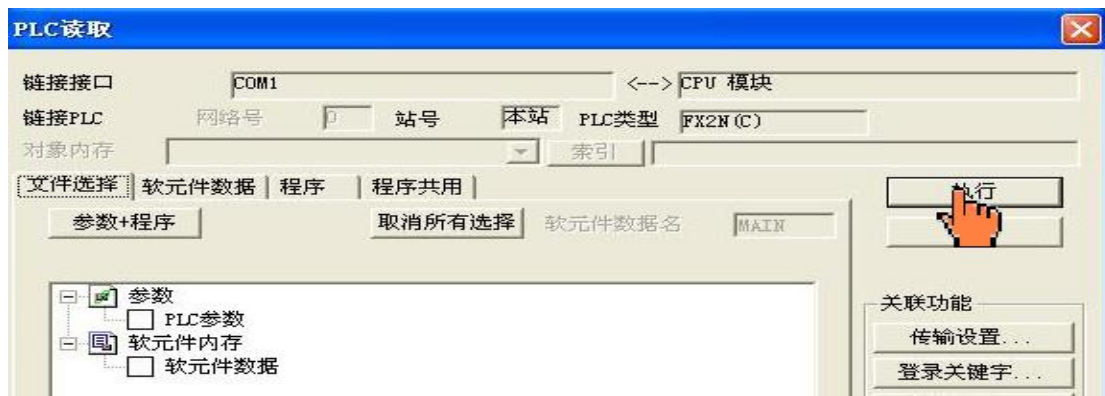 PLC读取
链接接口 COM1 <--> CPU 模块
链接PLC 网络号 0 站号 本站 PLC类型 FX2N(C)
对象内存 索引
文件选择 软元件数据 程序 程序共用
执行
参数+程序 取消所有选择 软元件数据名 MAIN
参数
PLC参数
软元件内存
软元件数据
关联功能
传输设置...
登录关键字...